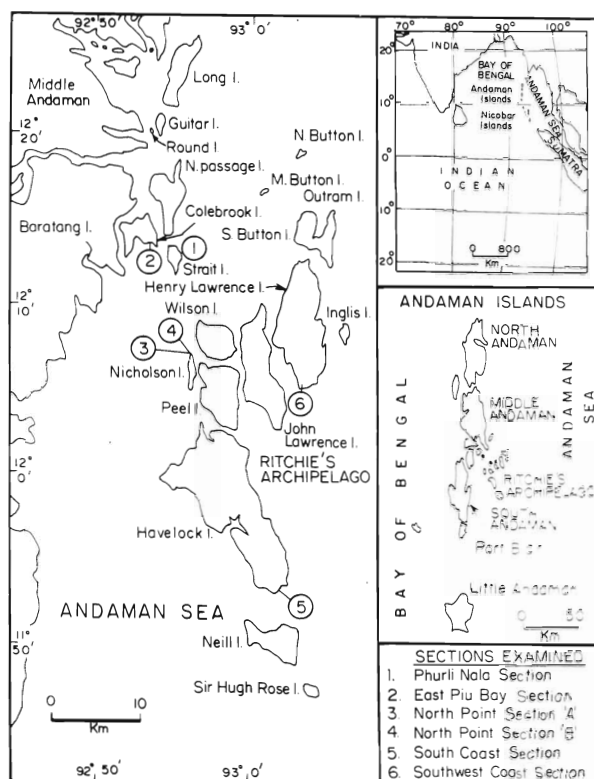 92° 50'
93° 0'
Long I.
Middle
Andaman
12°
20'
Guitar I.
Round I.
N. Button I.
N. passage I.
M. Button I.
Colebrook I.
Outram I.
Baratang I.
S. Button I.
1
2
Strait I.
12°
10'
Henry Lawrence I.
Wilson I.
Inglis I.
4
3
Nicholson I.
Peel I.
6
John
Lawrence I.
RITCHIE'S
ARCHIPELAGO
12°
0'
Havelock I.
5
ANDAMAN SEA
11°
50'
Neill I.
Sir Hugh Rose I.
0 10
Km
92° 50'
93° 0'
70° 80° 90° 100°
20°
INDIA
BAY OF
BENGAL
Andaman
Islands
10°
Nicobar
Islands
ANDAMAN SEA
SUMATRA
0°
INDIAN
OCEAN
10°
0 800
Km
20
ANDAMAN ISLANDS
NORTH
ANDAMAN
MIDDLE
ANDAMAN
ANDAMAN
SEA
BAY OF BENGAL
RITCHIE'S
ARCHIPELAGO
SOUTH
ANDAMAN
Little Andaman
0 50
Km
SECTIONS EXAMINED
1. Phurli Nala Section
2. East Piu Bay Section
3. North Point Section 'A'
4. North Point Section 'B'
5. South Coast Section
6. Southwest Coast Section